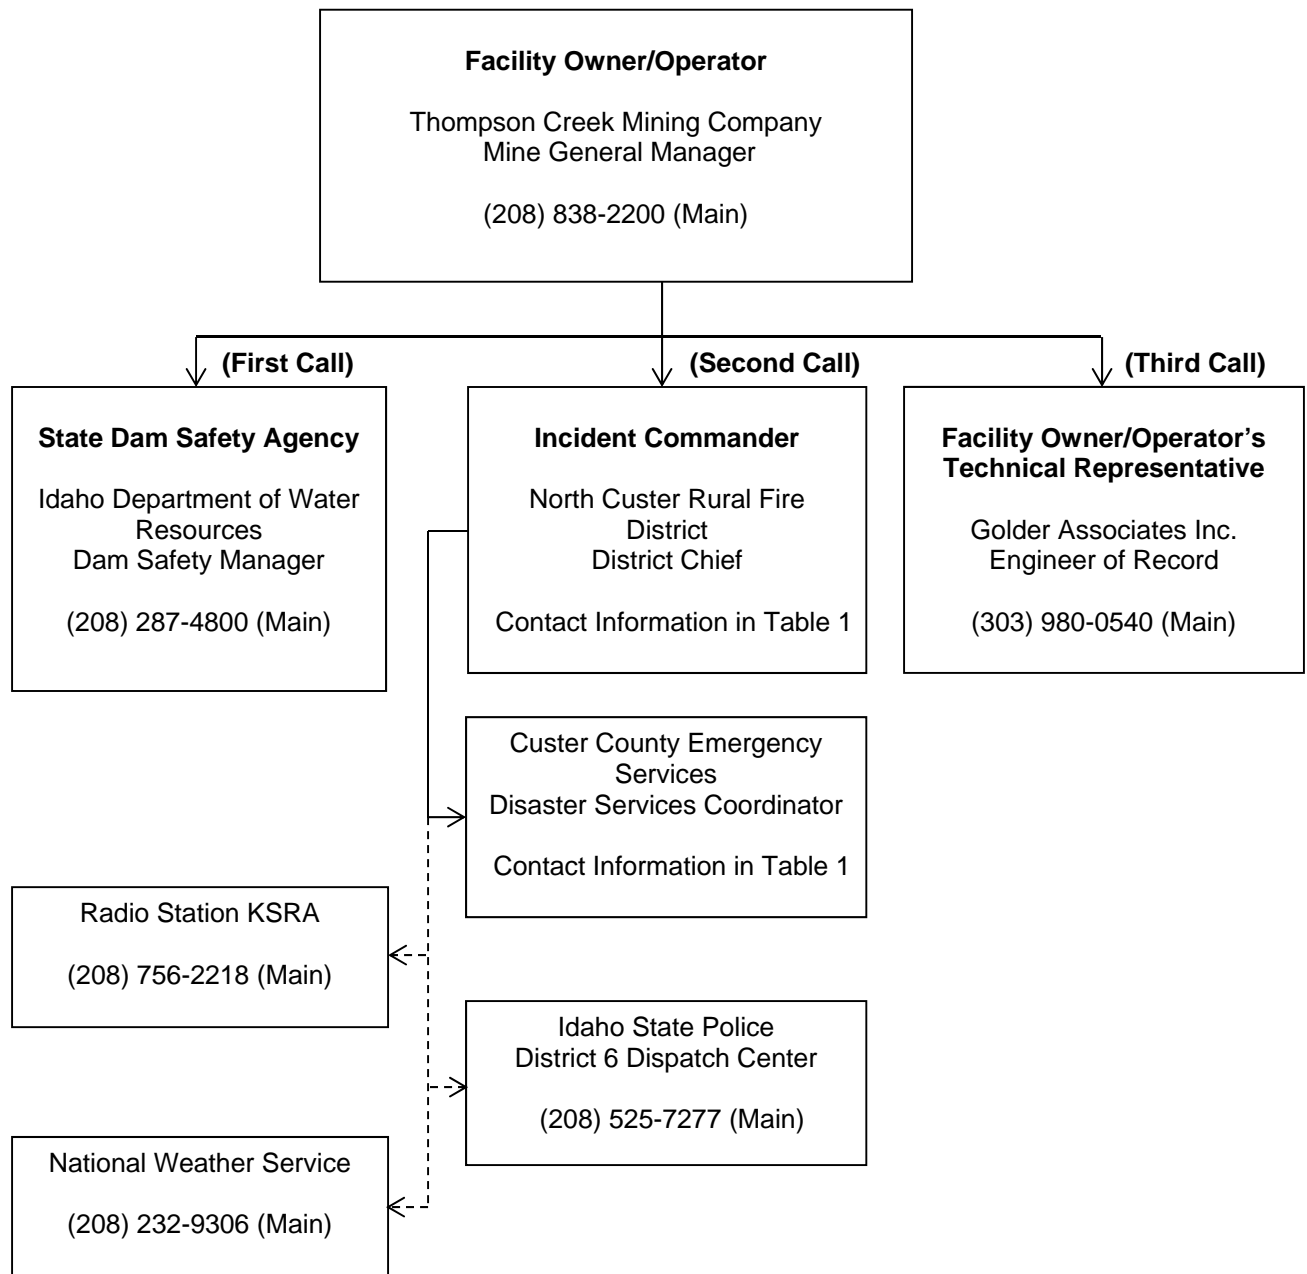 Facility Owner/Operator
Thompson Creek Mining Company
Mine General Manager
(208) 838-2200 (Main)
(First Call)
(Second Call)
(Third Call)
State Dam Safety Agency
Idaho Department of Water
Resources
Dam Safety Manager
(208) 287-4800 (Main)
Incident Commander
North Custer Rural Fire
District
District Chief
Contact Information in Table 1
Facility Owner/Operator’s
Technical Representative
Golder Associates Inc.
Engineer of Record
(303) 980-0540 (Main)
Custer County Emergency
Services
Disaster Services Coordinator
Contact Information in Table 1
Radio Station KSRA
(208) 756-2218 (Main)
Idaho State Police
District 6 Dispatch Center
(208) 525-7277 (Main)
National Weather Service
(208) 232-9306 (Main)